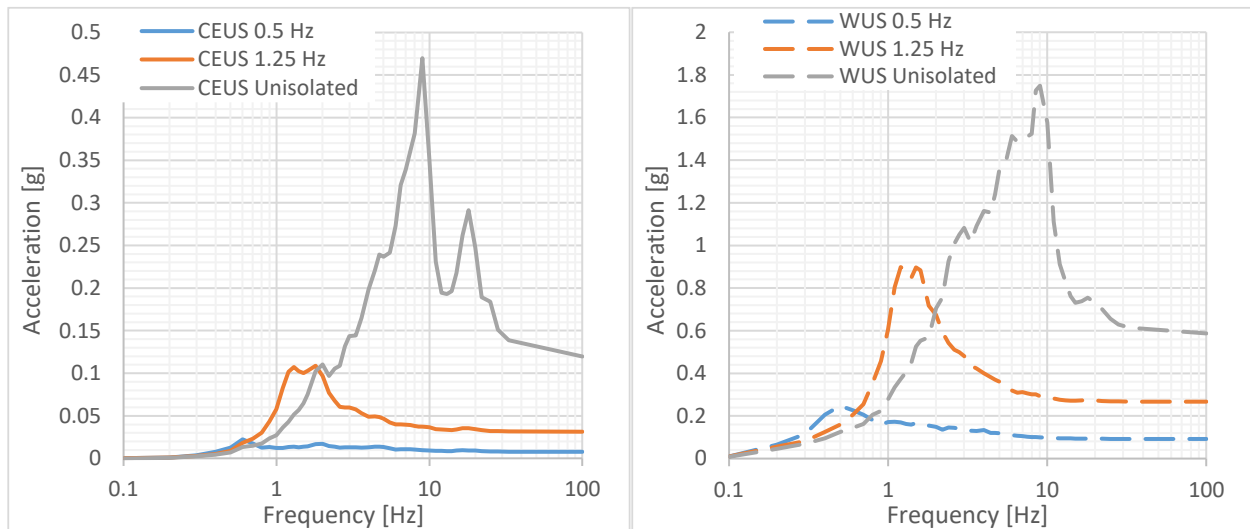 CEUS 0.5 Hz
CEUS 1.25 Hz
CEUS Unisolated
0.5
0.45
0.4
0.35
0.3
0.25
0.2
0.15
0.1
0.05
0
Acceleration [g]
0.1 1 10 100
Frequency [Hz]
WUS 0.5 Hz
WUS 1.25 Hz
WUS Unisolated
2
1.8
1.6
1.4
1.2
1
0.8
0.6
0.4
0.2
0
Acceleration [g]
0.1 1 10 100
Frequency [Hz]